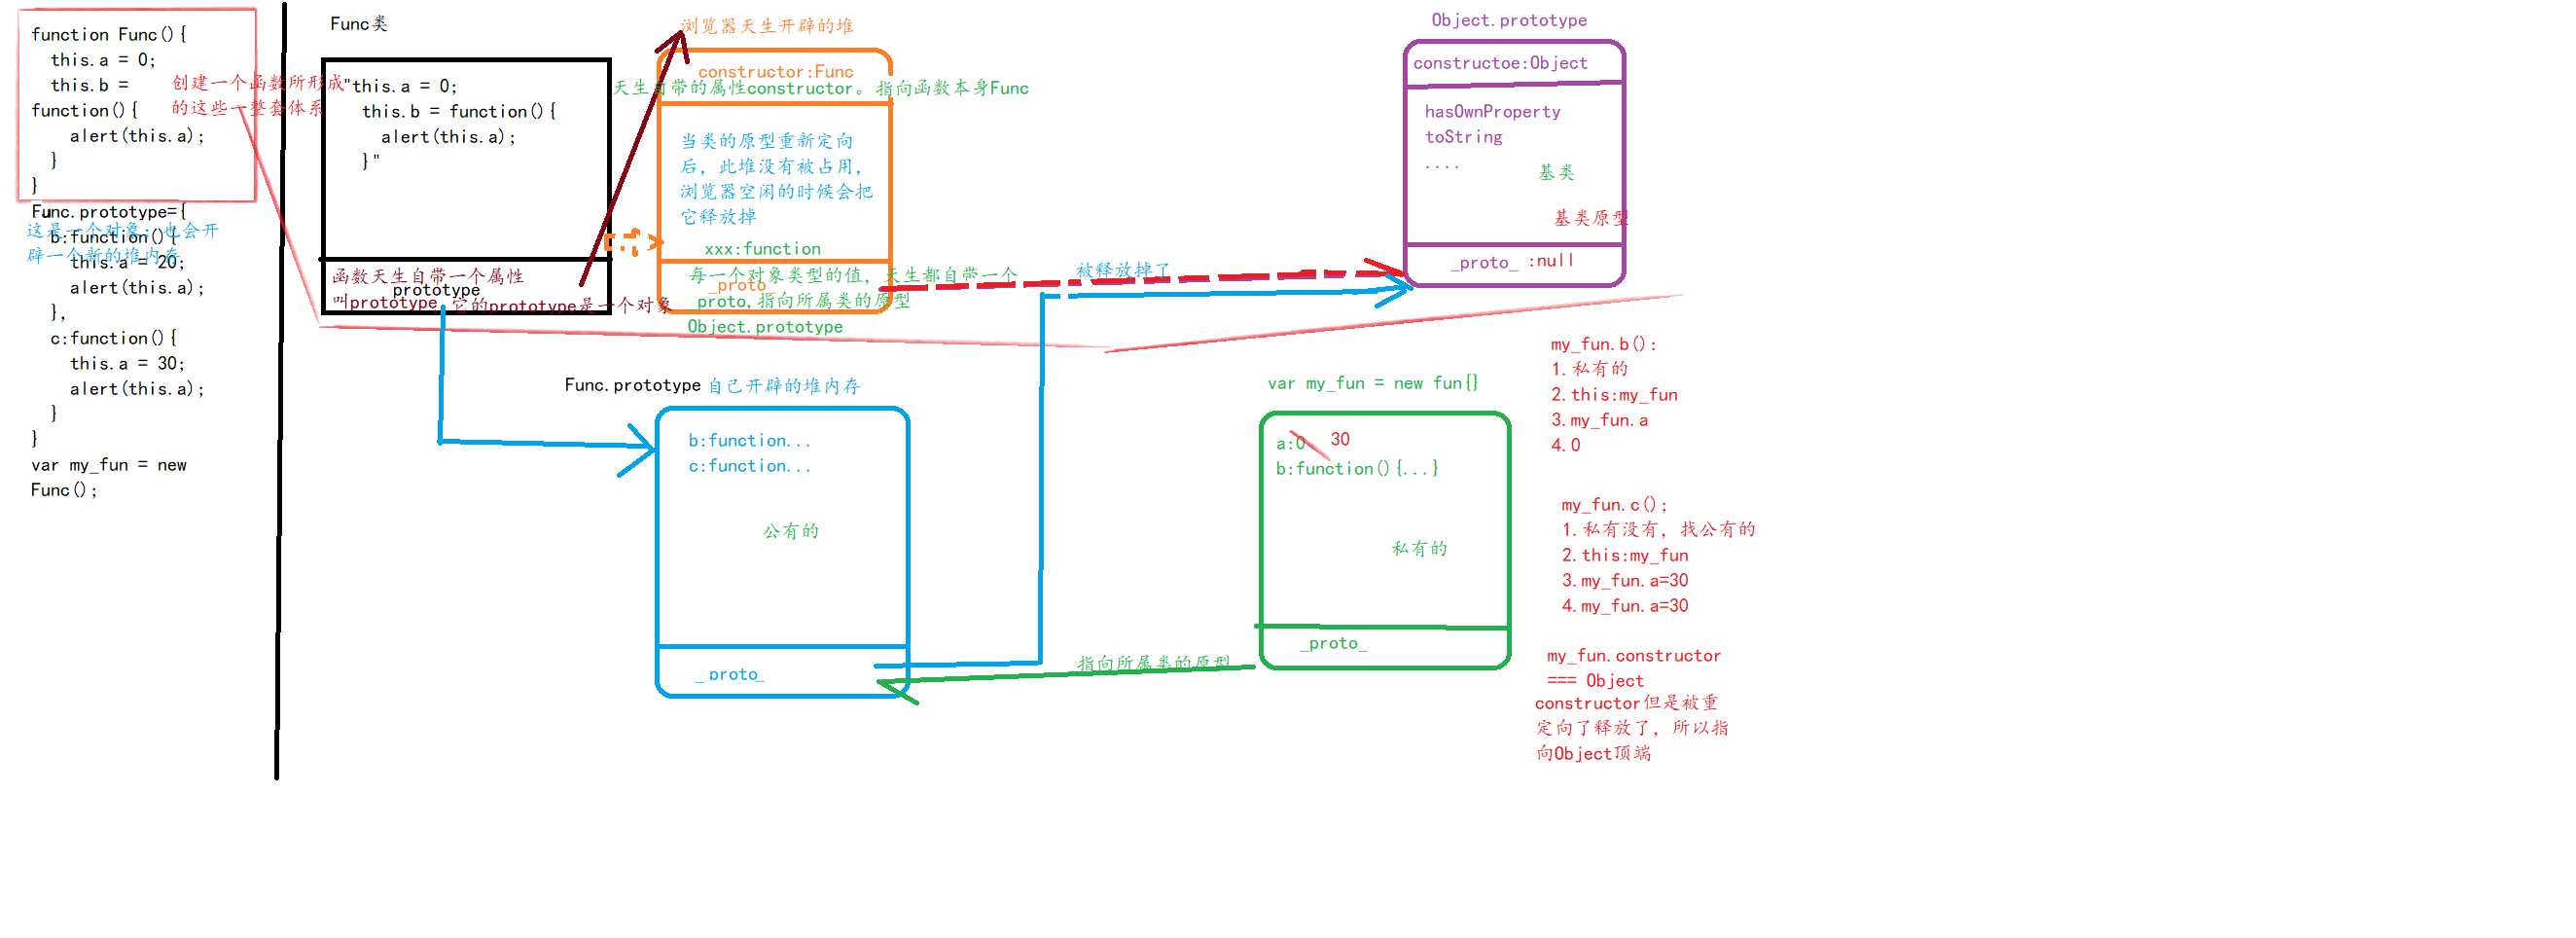 function Func(){
this.a = 0;
this.b =
function(){
alert(this.a);
}
}
创建一个函数所形成
的这些一整套体系
Func.prototype={
b:function(){
this.a = 20;
alert(this.a);
},
c:function(){
this.a = 30;
alert(this.a);
}
}
var my_fun = new
Func();
这是一个对象：也会开
辟一个新的堆内存
Func类
"this.a = 0;
this.b = function(){
alert(this.a);
}"
函数天生自带一个属性
叫prototype，它的prototype是一个对象
prototype
浏览器天生开辟的堆
constructor:Func
天生自带的属性constructor。指向函数本身Func
当类的原型重新定向
后，此堆没有被占用，
浏览器空闲的时候会把
它释放掉
xxx:function
每一个对象类型的值，天生都自带一个
_proto,指向所属类的原型
Object.prototype
_proto_
被释放掉了
Object.prototype
constructoe:Object
hasOwnProperty
toString
....
基类
基类原型
_proto_ :null
Func.prototype 自己开辟的堆内存
b:function...
c:function...
公有的
_proto_
指向所属类的原型
var my_fun = new fun{}
a:0 30
b:function(){...}
私有的
_proto_
my_fun.b():
1.私有的
2.this:my_fun
3.my_fun.a
4.0
my_fun.c();
1.私有没有，找公有的
2.this:my_fun
3.my_fun.a=30
4.my_fun.a=30
my_fun.constructor
=== Object
constructor但是被重
定向了释放了，所以指
向Object顶端